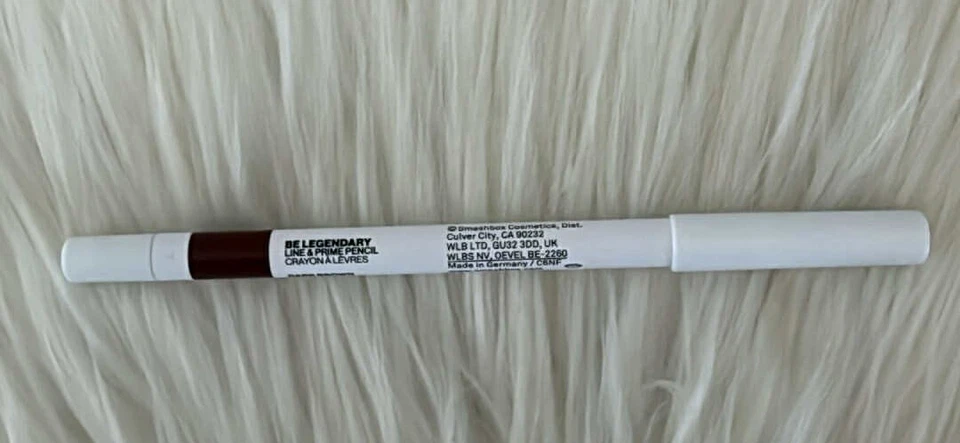 BE LEGENDARY
LINE & PRIME PENCIL
CRAYON À LÈVRES
© Smashbox Cosmetics, Dist.
Culver City, CA 90232
WLB LTD, GU32 3DD, UK
WLBS NV, OEVEL BE-2260
Made in Germany / C6NF